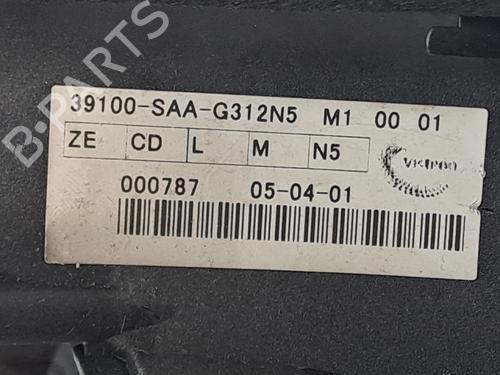 B-PARTS
39100-SAA-G312N5 M1 00 01
ZE CD L M N5
000787 05-04-01